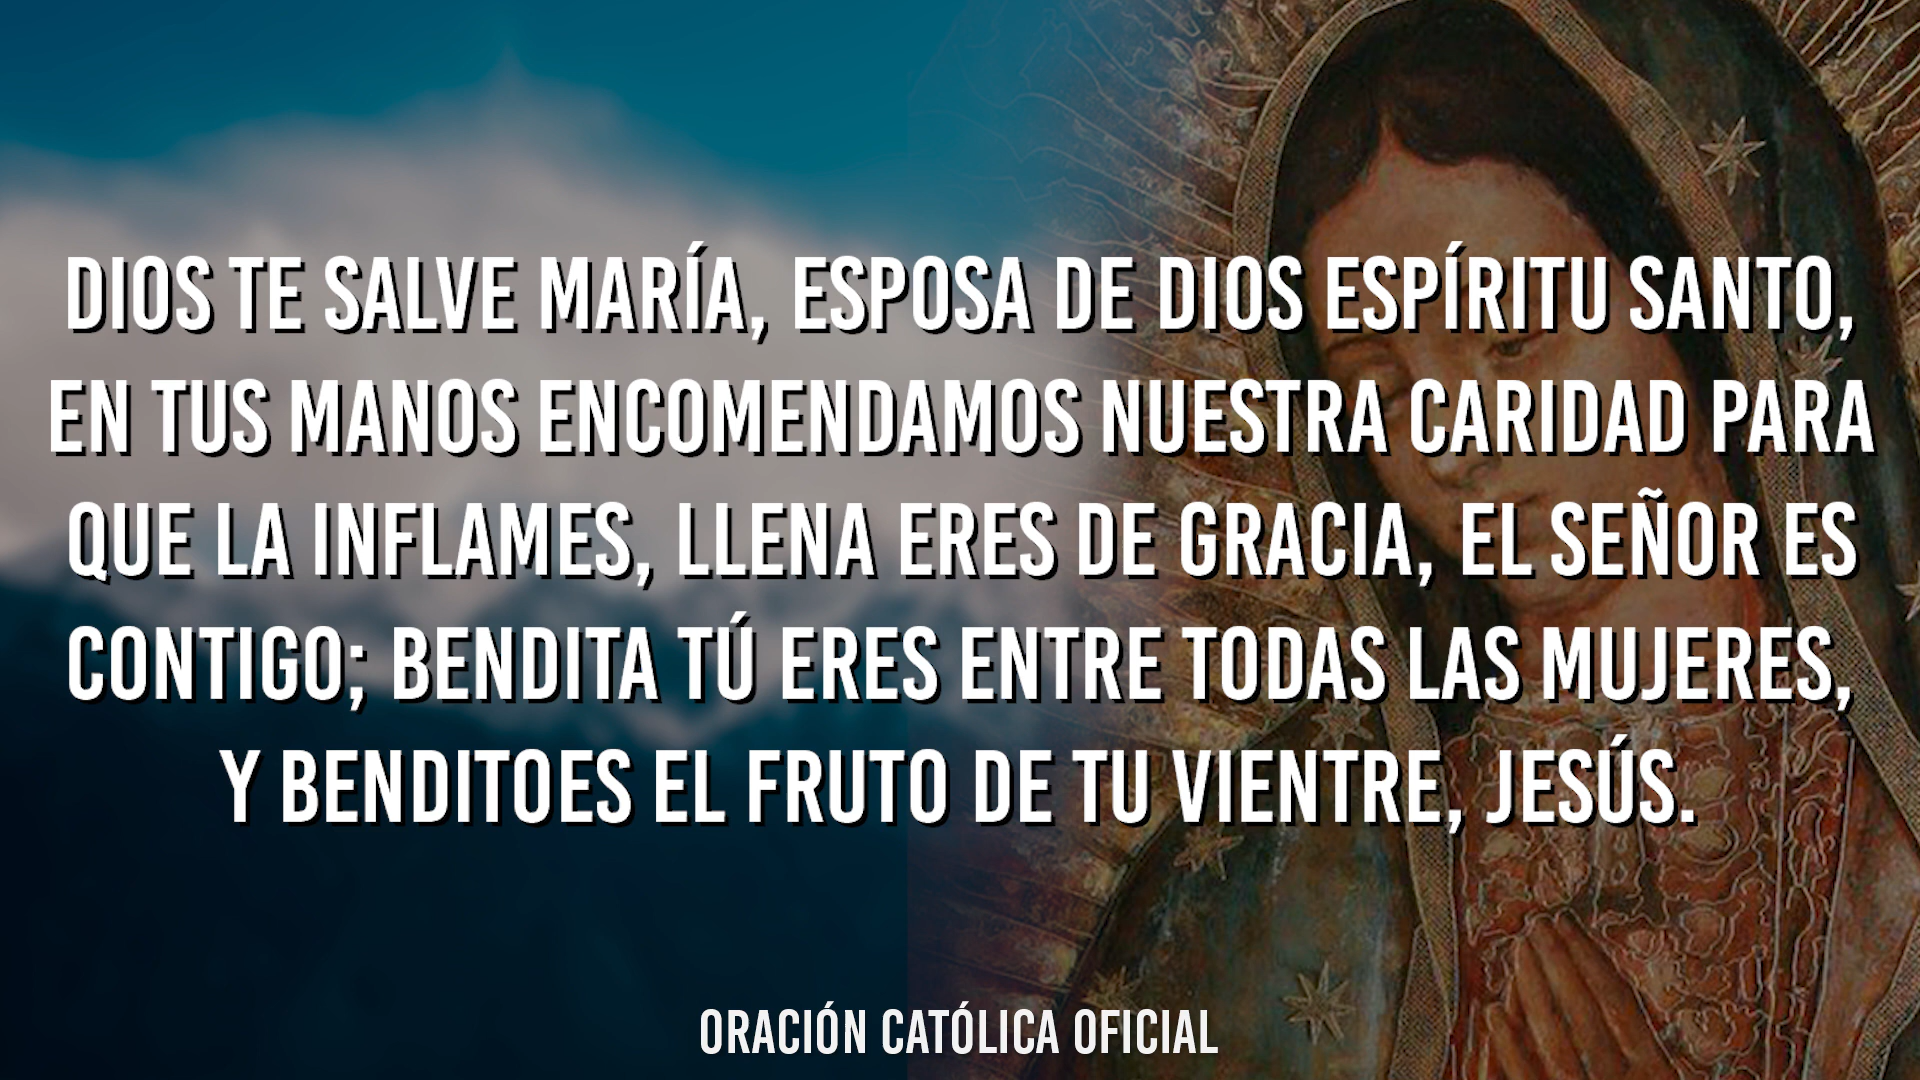 DIOS TE SALVE MARÍA, ESPOSA DE DIOS ESPÍRITU SANTO,
EN TUS MANOS ENCOMENDAMOS NUESTRA CARIDAD PARA
QUE LA INFLAMES, LLENA ERES DE GRACIA, EL SEÑOR ES
CONTIGO; BENDITA TÚ ERES ENTRE TODAS LAS MUJERES,
Y BENDITOES EL FRUTO DE TU VIENTRE, JESÚS.
ORACIÓN CATÓLICA OFICIAL